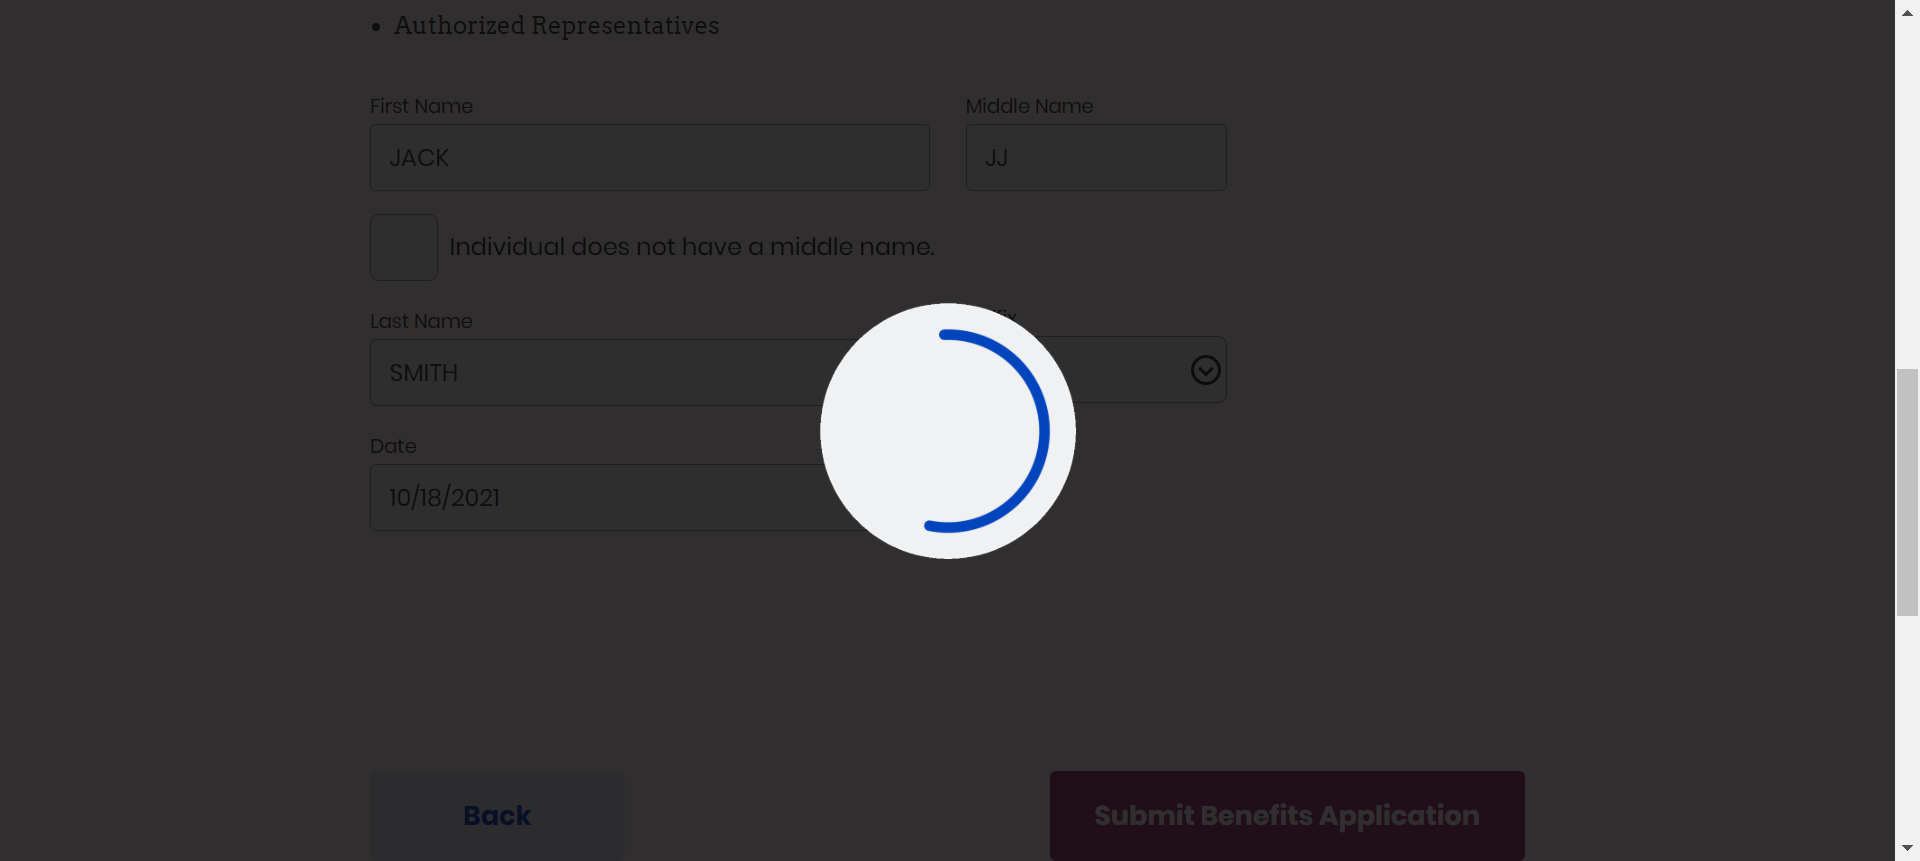 Authorized Representatives
First Name
Middle Name
JACK
JJ
Individual does not have a middle name.
Last Name
SMITH
Date
10/18/2021
Back
Submit Benefits Application